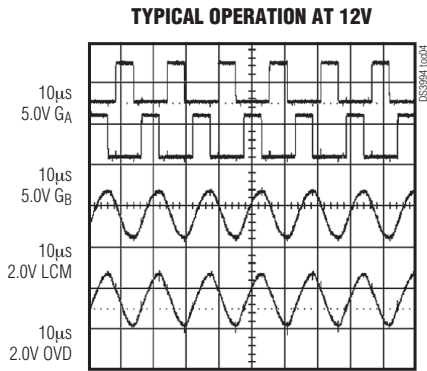 TYPICAL OPERATION AT 12V
DS3994 toc04
10µs
5.0V GA
10µs
5.0V GB
10µs
2.0V LCM
10µs
2.0V OVD